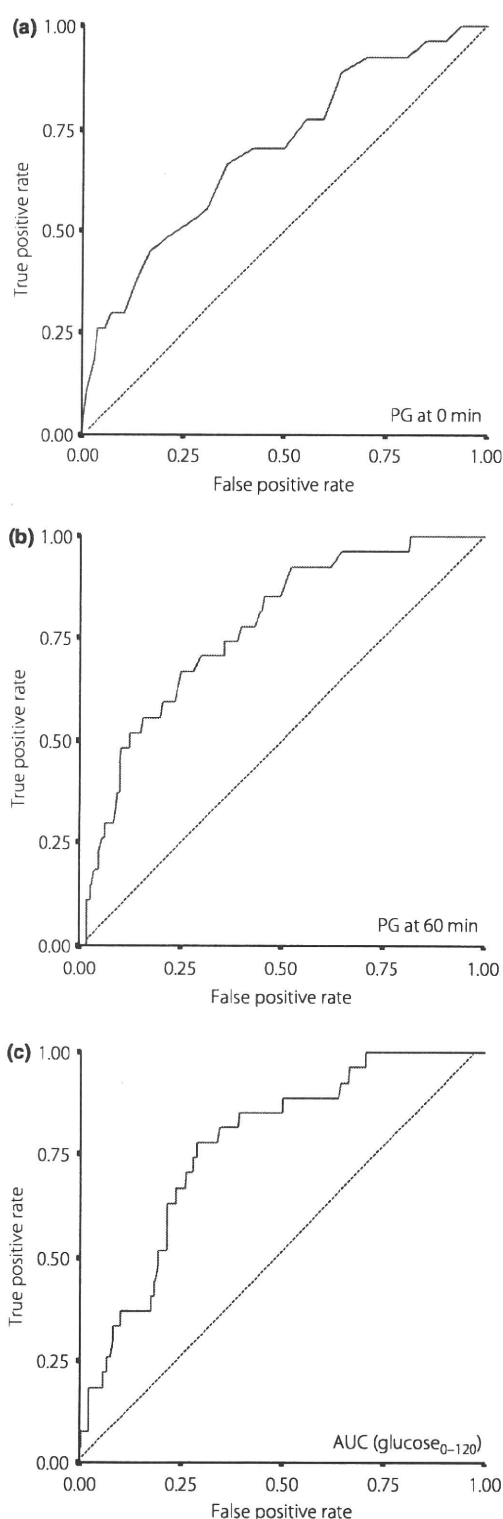 (a) 1.00
0.75
0.50
0.25
0.00
True positive rate
PG at 0 min
0.00 0.25 0.50 0.75 1.00
False positive rate
(b) 1.00
0.75
0.50
0.25
0.00
True positive rate
PG at 60 min
0.00 0.25 0.50 0.75 1.00
False positive rate
(c) 1.00
0.75
0.50
0.25
0.00
True positive rate
AUC (glucose0–120)
0.00 0.25 0.50 0.75 1.00
False positive rate